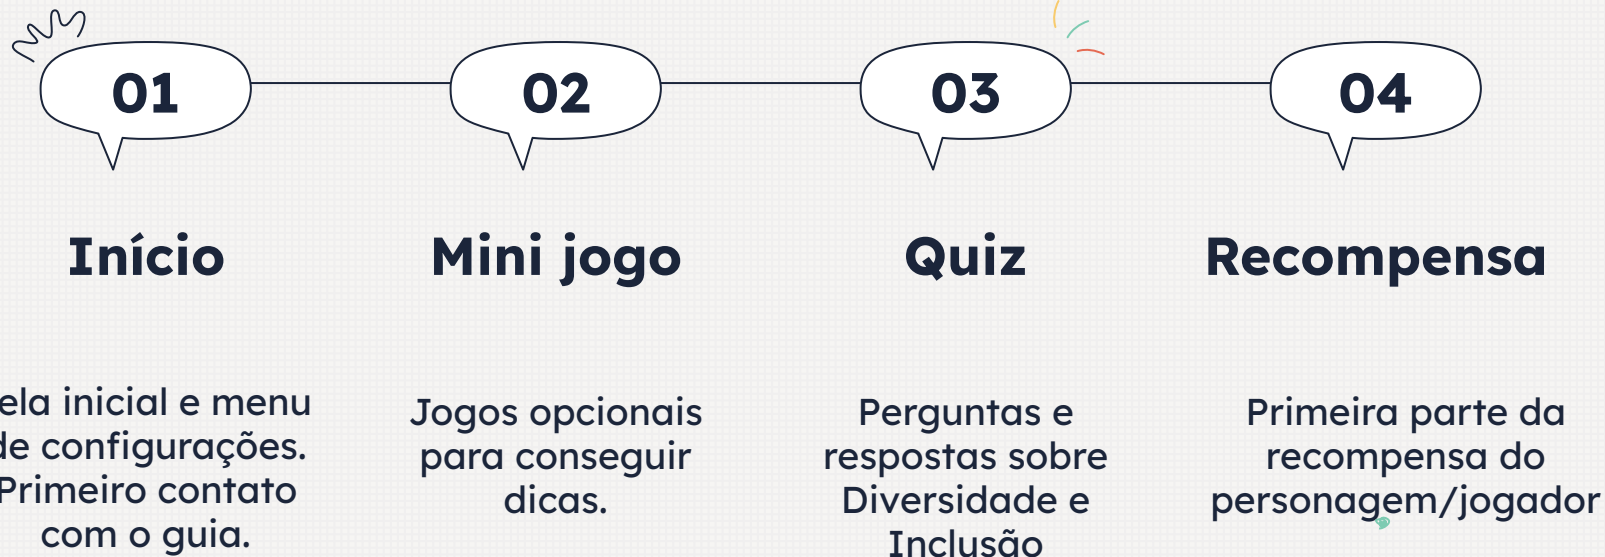 01
02
03
04
Início
Mini jogo
Quiz
Recompensa
ela inicial e menu
de configurações.
Primeiro contato
com o guia.
Jogos opcionais
para conseguir
dicas.
Perguntas e
respostas sobre
Diversidade e
Inclusão
Primeira parte da
recompensa do
personagem/jogador